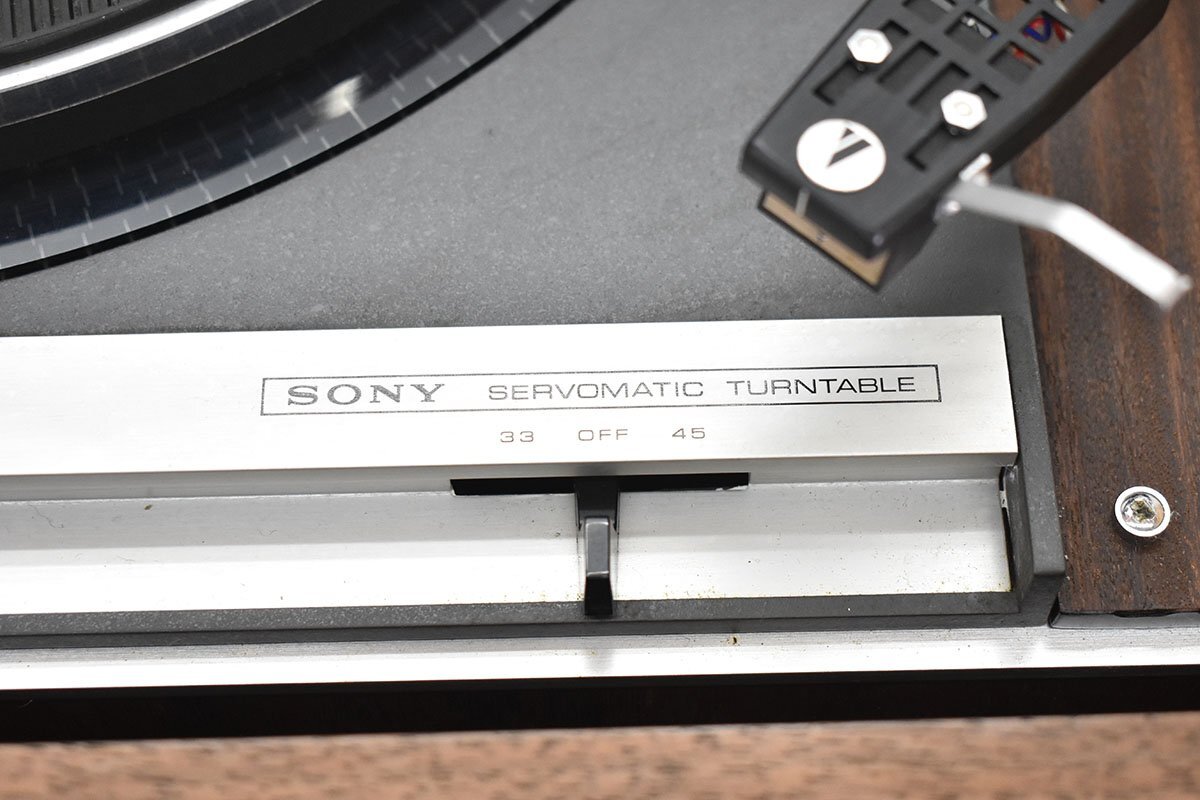 V
SONY SERVOMATIC TURNTABLE
33 OFF 45